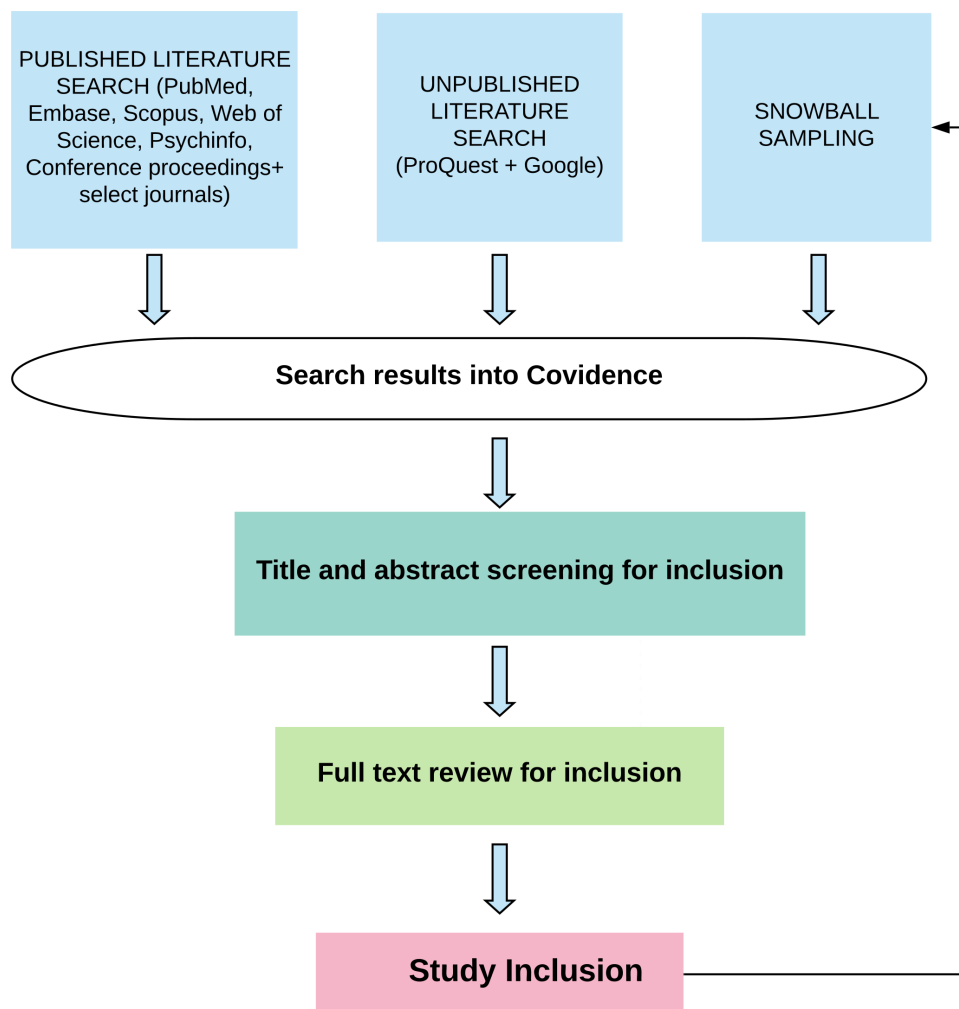 PUBLISHED LITERATURE
SEARCH (PubMed,
Embase, Scopus, Web of
Science, Psychinfo,
Conference proceedings+
select journals)
UNPUBLISHED
LITERATURE
SEARCH
(ProQuest + Google)
SNOWBALL
SAMPLING
Search results into Covidence
Title and abstract screening for inclusion
Full text review for inclusion
Study Inclusion